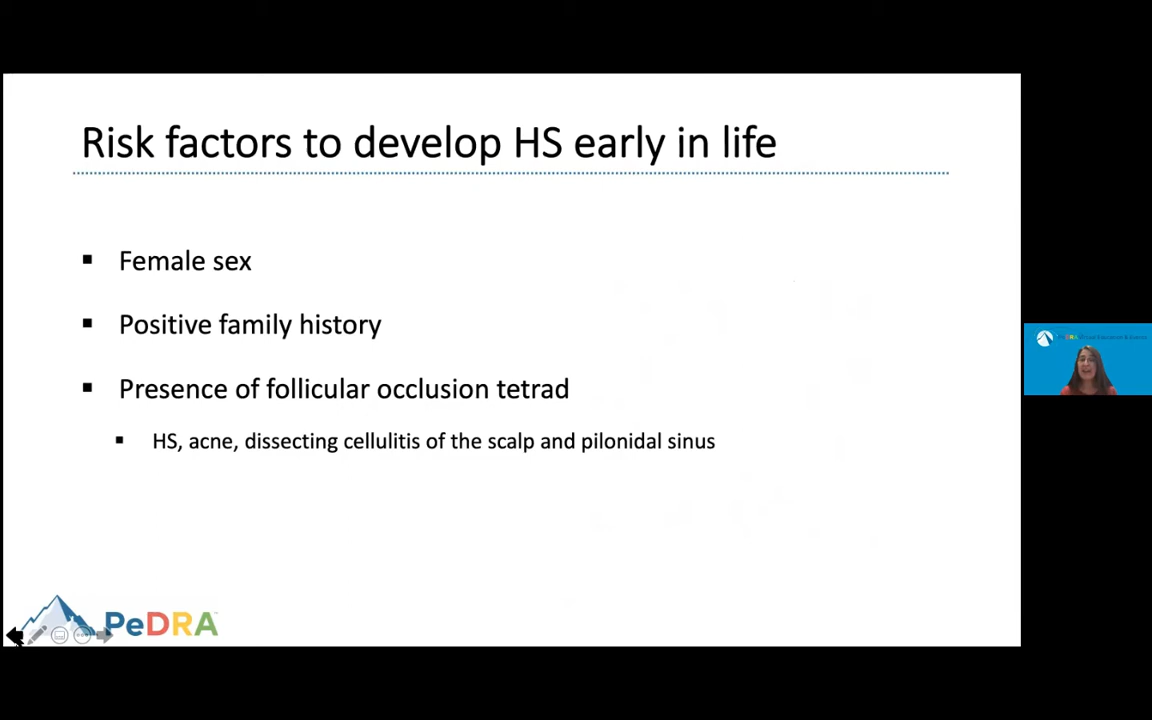 Risk factors to develop HS early in life
Female sex
Positive family history
Presence of follicular occlusion tetrad
HS, acne, dissecting cellulitis of the scalp and pilonidal sinus
PeDRA